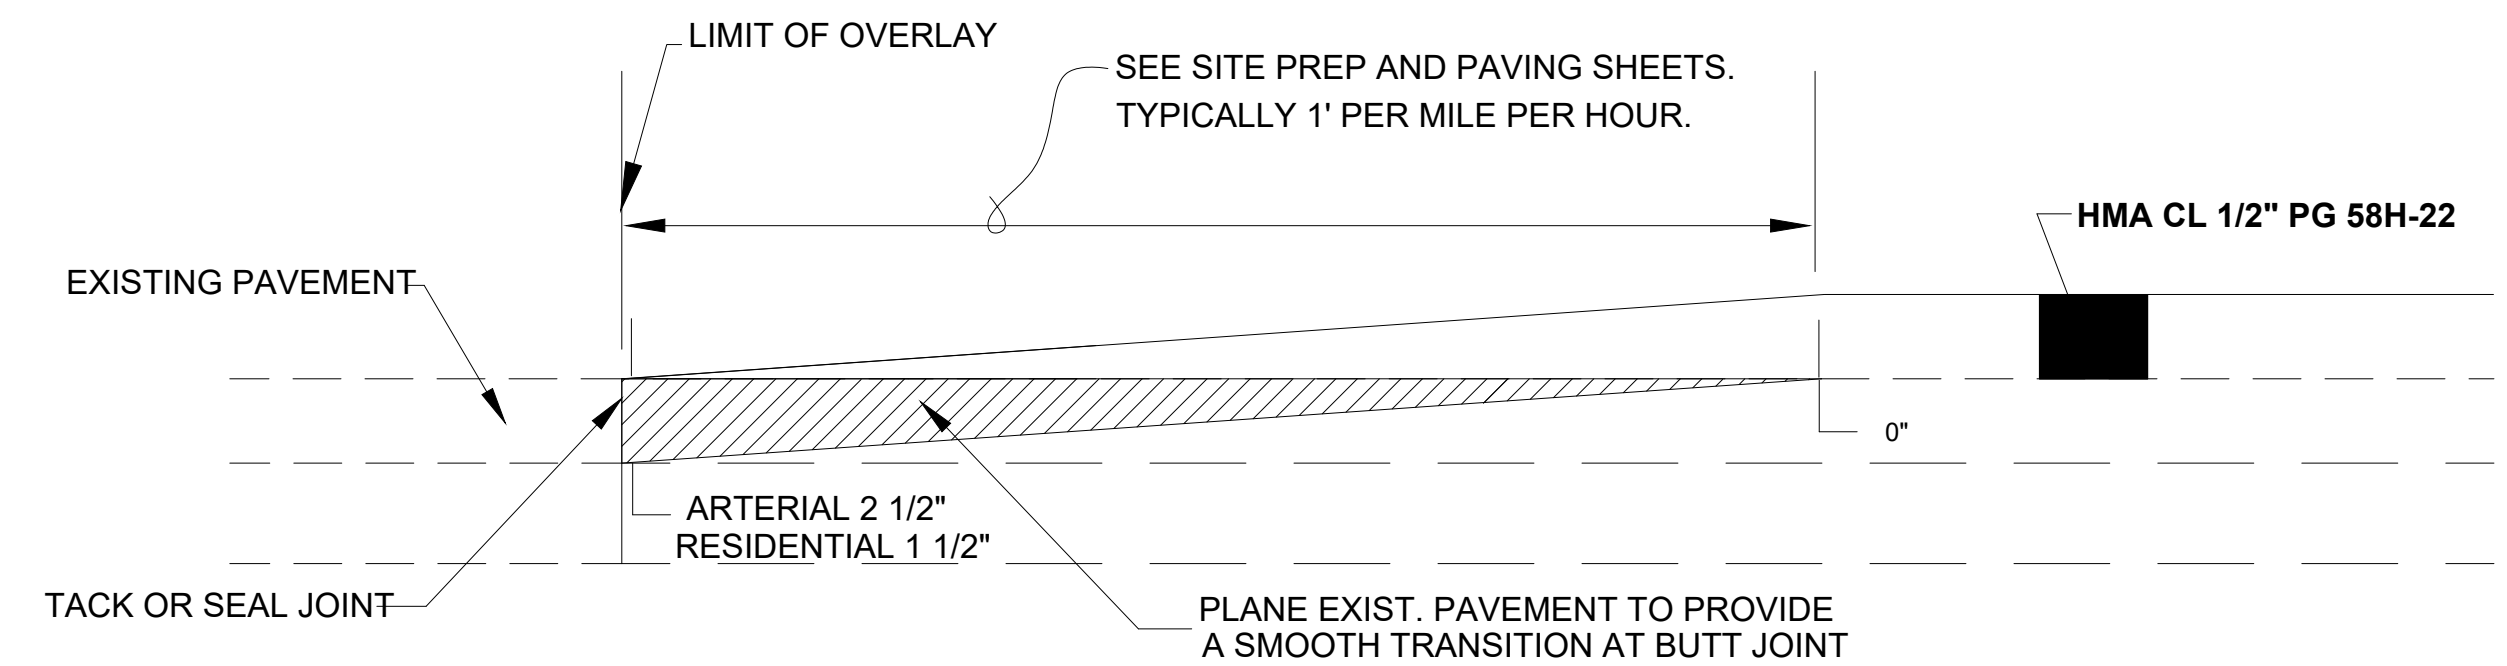 LIMIT OF OVERLAY
SEE SITE PREP AND PAVING SHEETS.
TYPICALLY 1' PER MILE PER HOUR.
HMA CL 1/2" PG 58H-22
EXISTING PAVEMENT
0"
ARTERIAL 2 1/2"
RESIDENTIAL 1 1/2"
TACK OR SEAL JOINT
PLANE EXIST. PAVEMENT TO PROVIDE
A SMOOTH TRANSITION AT BUTT JOINT